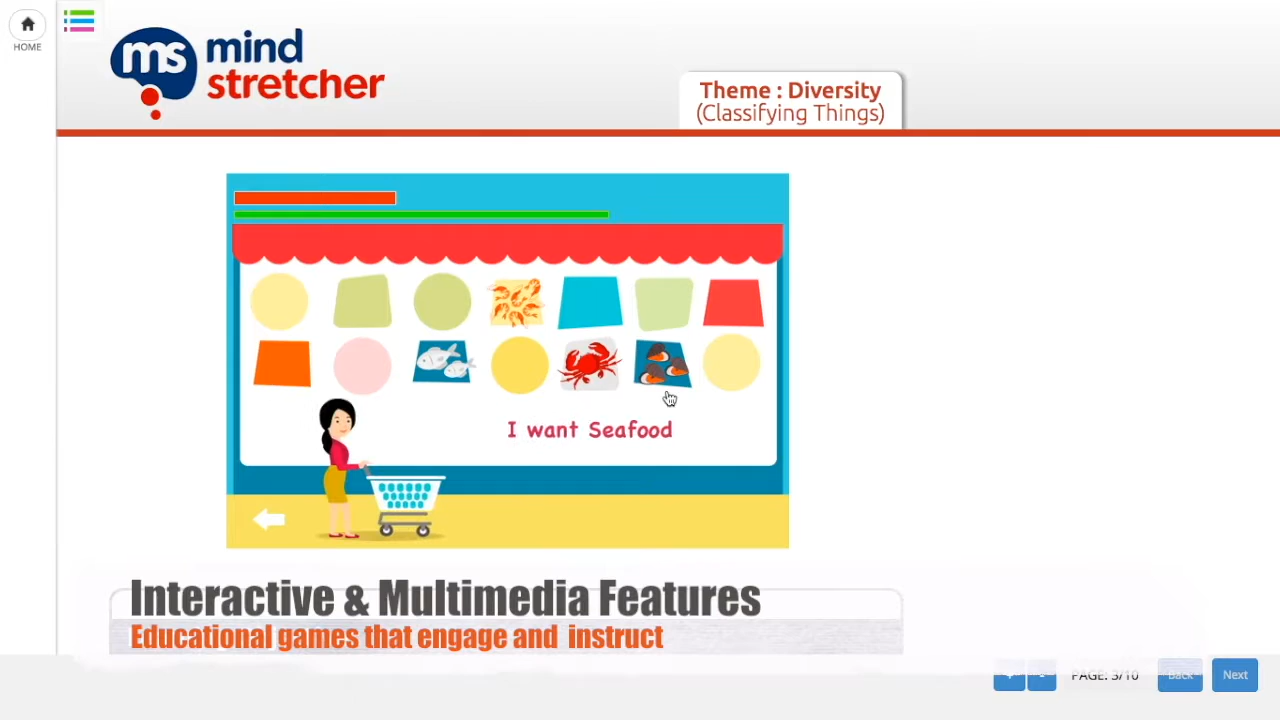 HOME
ms mind
stretcher
Theme : Diversity
(Classifying Things)
I want Seafood
Interactive & Multimedia Features
Educational games that engage and instruct
PAGE: 3/10
Back
Next